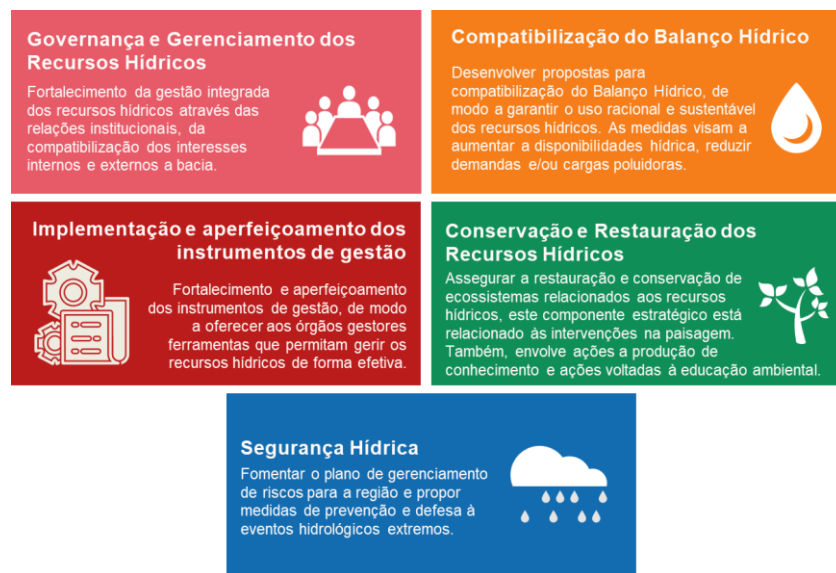 Governança e Gerenciamento dos
Recursos Hídricos
Fortalecimento da gestão integrada
dos recursos hídricos através das
relações institucionais, da
compatibilização dos interesses
internos e externos a bacia.
Compatibilização do Balanço Hídrico
Desenvolver propostas para
compatibilização do Balanço Hídrico, de
modo a garantir o uso racional e sustentável
dos recursos hídricos. As medidas visam a
aumentar a disponibilidades hídrica, reduzir
demandas e/ou cargas poluidoras.
Implementação e aperfeiçoamento dos
instrumentos de gestão
Fortalecimento e aperfeiçoamento
dos instrumentos de gestão, de modo
a oferecer aos órgãos gestores
ferramentas que permitam gerir os
recursos hídricos de forma efetiva.
Conservação e Restauração dos
Recursos Hídricos
Assegurar a restauração e conservação de
ecossistemas relacionados aos recursos
hídricos, este componente estratégico está
relacionado às intervenções na paisagem.
Também, envolve ações a produção de
conhecimento e ações voltadas à educação ambiental.
Segurança Hídrica
Fomentar o plano de gerenciamento
de riscos para a região e propor
medidas de prevenção e defesa à
eventos hidrológicos extremos.